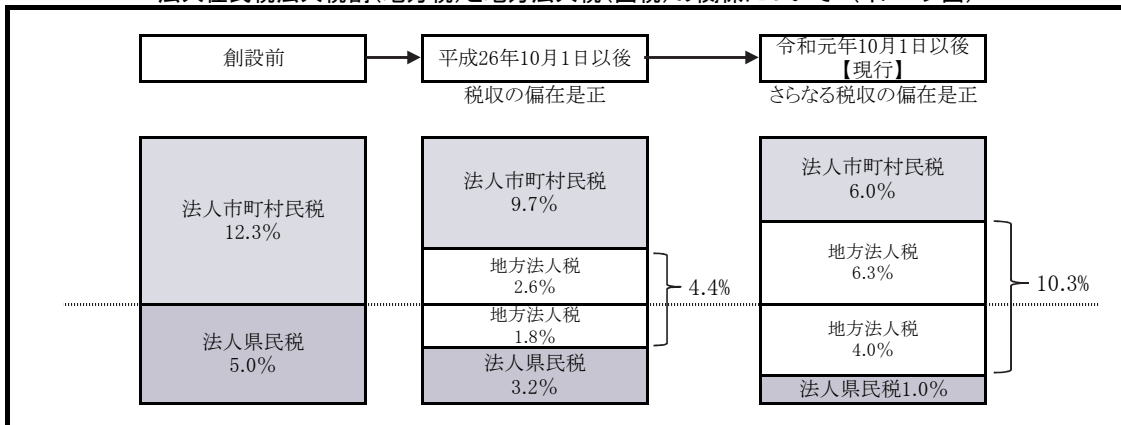 創設前
平成26年10月1日以後
令和元年10月1日以後
【現行】
税収の偏在是正
さらなる税収の偏在是正
法人市町村民税
12.3%
法人県民税
5.0%
法人市町村民税
9.7%
地方法人税
2.6%
地方法人税
1.8%
4.4%
法人県民税
3.2%
法人市町村民税
6.0%
地方法人税
6.3%
地方法人税
4.0%
10.3%
法人県民税1.0%